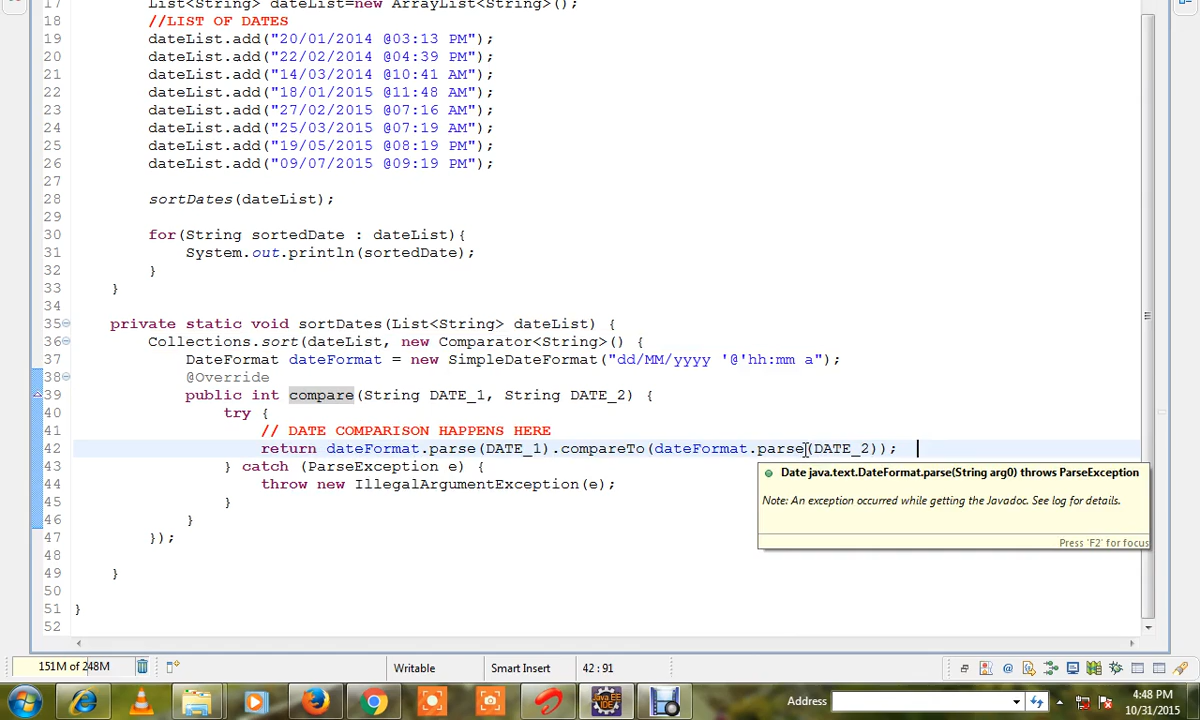 17 List<String> dateList=new ArrayList<String>();
18 //LIST OF DATES
19 dateList.add("20/01/2014 @03:13 PM");
20 dateList.add("22/02/2014 @04:39 PM");
21 dateList.add("14/03/2014 @10:41 AM");
22 dateList.add("18/01/2015 @11:48 AM");
23 dateList.add("27/02/2015 @07:16 AM");
24 dateList.add("25/03/2015 @07:19 AM");
25 dateList.add("19/05/2015 @08:19 PM");
26 dateList.add("09/07/2015 @09:19 PM");
27
28 sortDates(dateList);
29
30 for(String sortedDate : dateList){
31 System.out.println(sortedDate);
32 }
33 }
34
35 private static void sortDates(List<String> dateList) {
36 Collections.sort(dateList, new Comparator<String>() {
37 DateFormat dateFormat = new SimpleDateFormat("dd/MM/yyyy '@'hh:mm a");
38 @Override
39 public int compare(String DATE_1, String DATE_2) {
40 try {
41 // DATE COMPARISON HAPPENS HERE
42 return dateFormat.parse(DATE_1).compareTo(dateFormat.parse(DATE_2));
43 } catch (ParseException e) {
44 throw new IllegalArgumentException(e);
45 }
46 }
47 });
48
49 }
50
51 }
52
Date java.text.DateFormat.parse(String arg0) throws ParseException
Note: An exception occurred while getting the Javadoc. See log for details.
Press 'F2' for focus
151M of 248M Writable Smart Insert 42 : 91
Java EE
IDE
Address
4:48 PM
10/31/2015